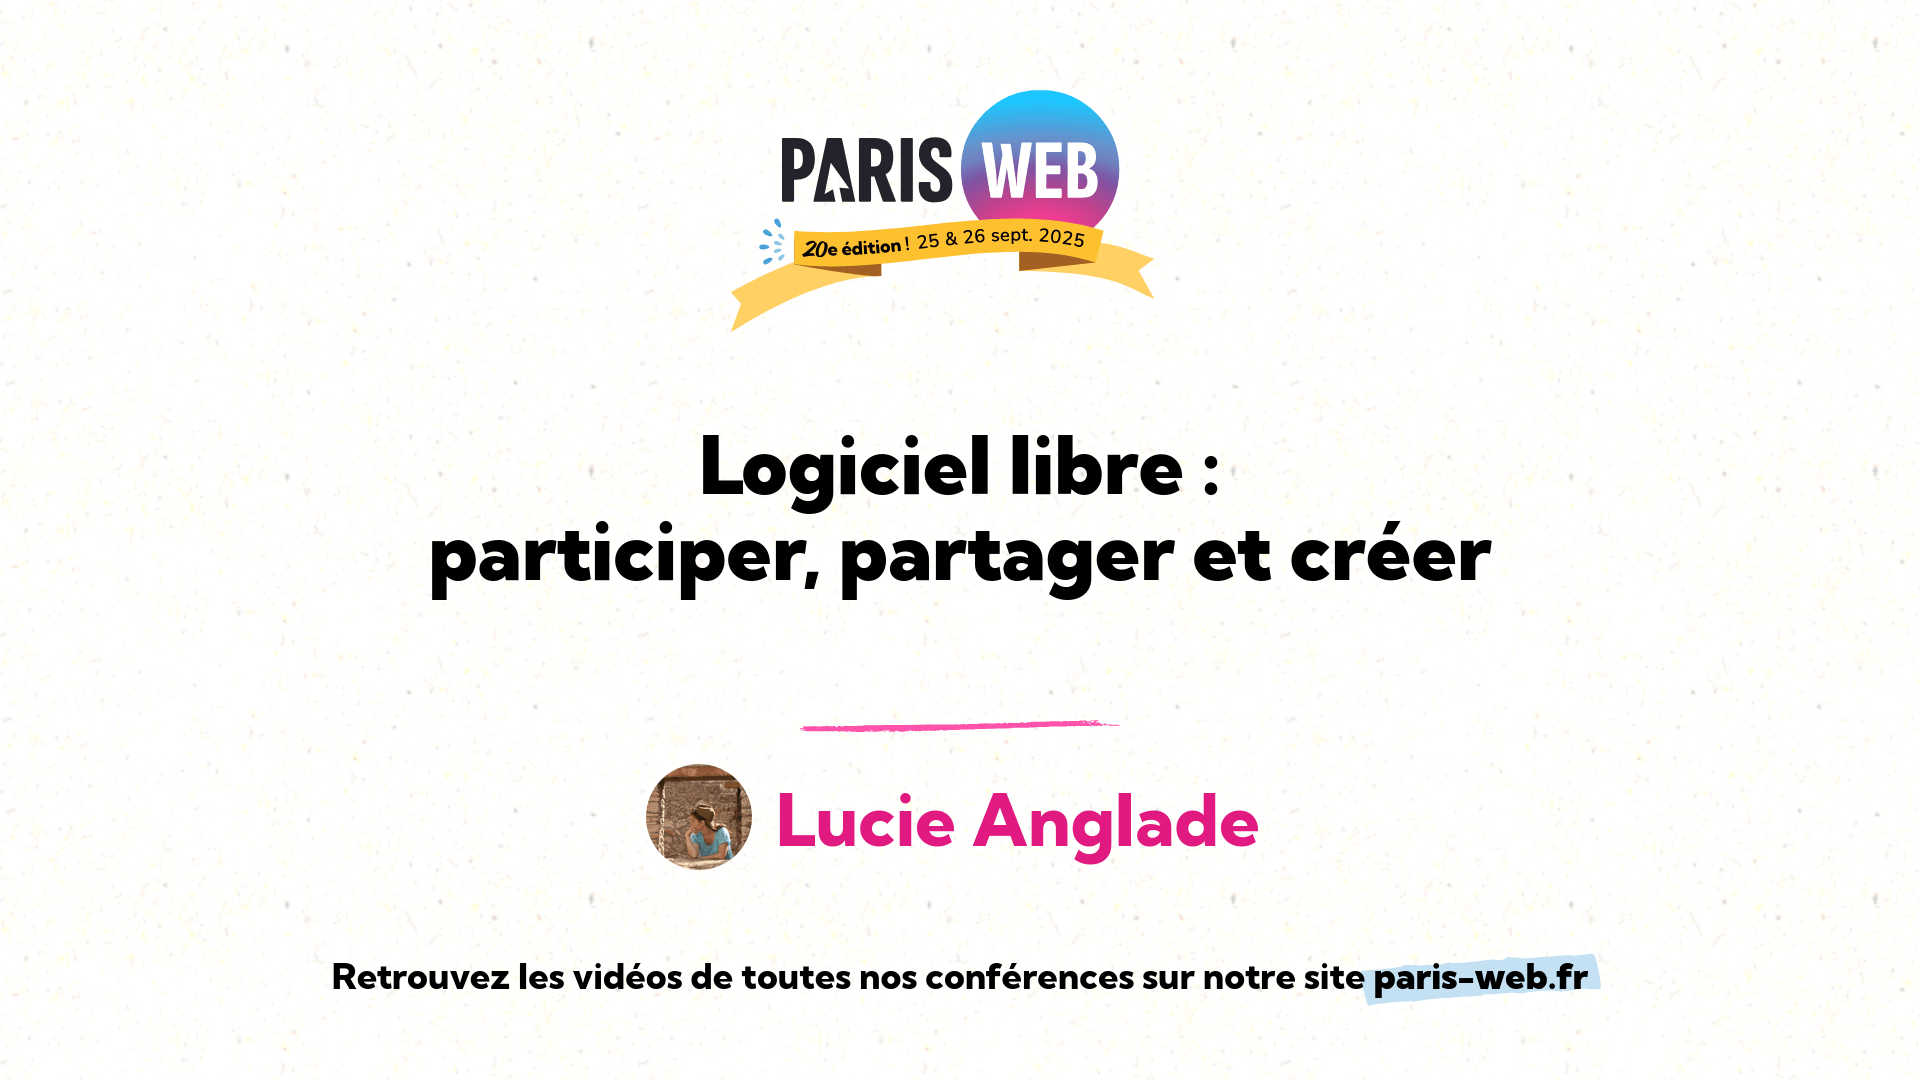 PARIS WEB
20e édition ! 25 & 26 sept. 2025
Logiciel libre :
participer, partager et créer
Lucie Anglade
Retrouvez les vidéos de toutes nos conférences sur notre site paris-web.fr